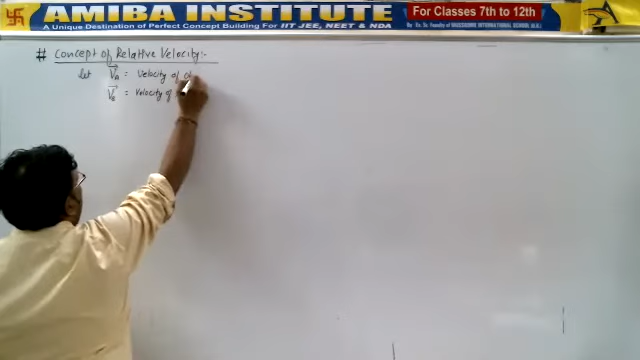 AMIBA INSTITUTE
For Classes 7th to 12th
A Unique Destination of Perfect Concept Building For IIT JEE, NEET & NDA
# Concept of Relative Velocity:-
let V⃗A = Velocity of
V⃗B = Velocity of